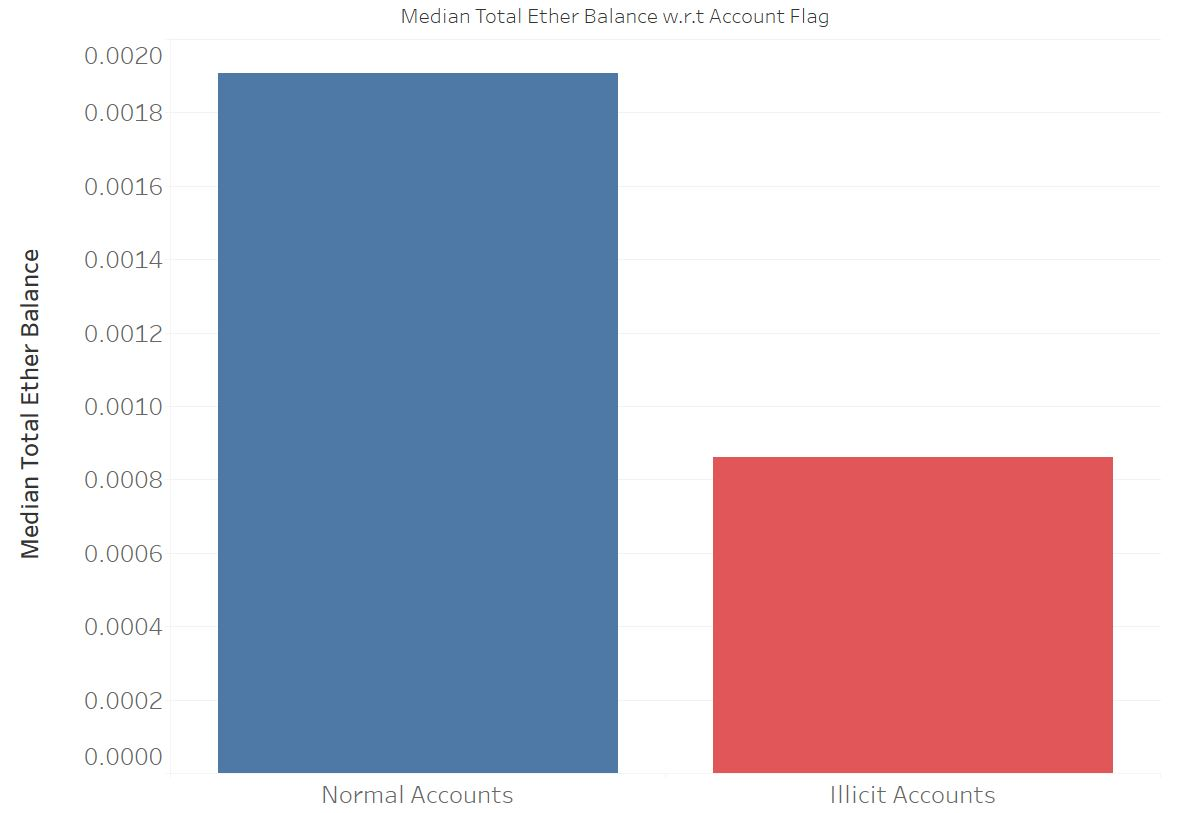 Median Total Ether Balance w.r.t Account Flag
Median Total Ether Balance
0.0020
0.0018
0.0016
0.0014
0.0012
0.0010
0.0008
0.0006
0.0004
0.0002
0.0000
Normal Accounts
Illicit Accounts